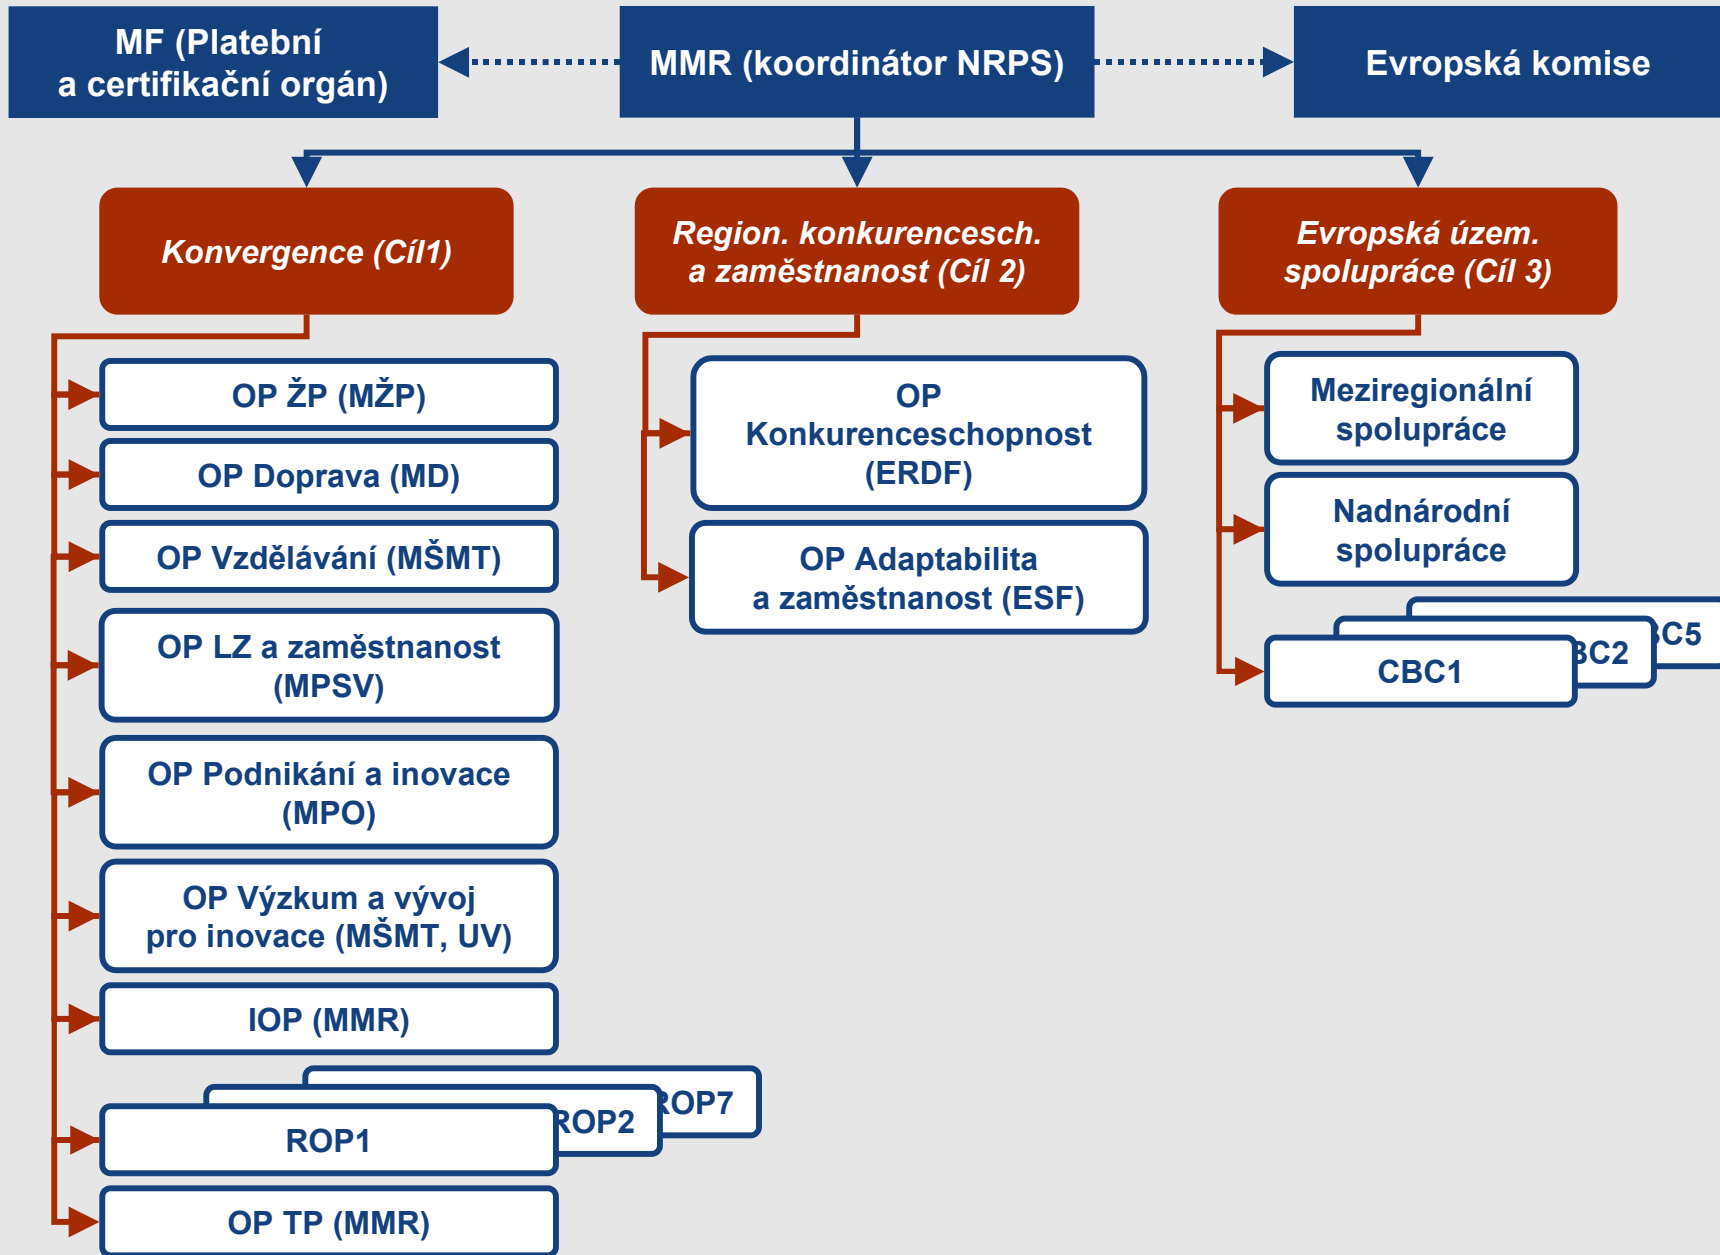 MF (Platební
a certifikační orgán)
MMR (koordinátor NRPS)
Evropská komise
Konvergence (Cíl1)
Region. konkurencesch.
a zaměstnanost (Cíl 2)
Evropská územ.
spolupráce (Cíl 3)
OP ŽP (MŽP)
OP Doprava (MD)
OP Vzdělávání (MŠMT)
OP LZ a zaměstnanost
(MPSV)
OP Podnikání a inovace
(MPO)
OP Výzkum a vývoj
pro inovace (MŠMT, UV)
IOP (MMR)
ROP7
ROP2
ROP1
OP TP (MMR)
OP
Konkurenceschopnost
(ERDF)
OP Adaptabilita
a zaměstnanost (ESF)
Meziregionální
spolupráce
Nadnárodní
spolupráce
BC5
BC2
CBC1